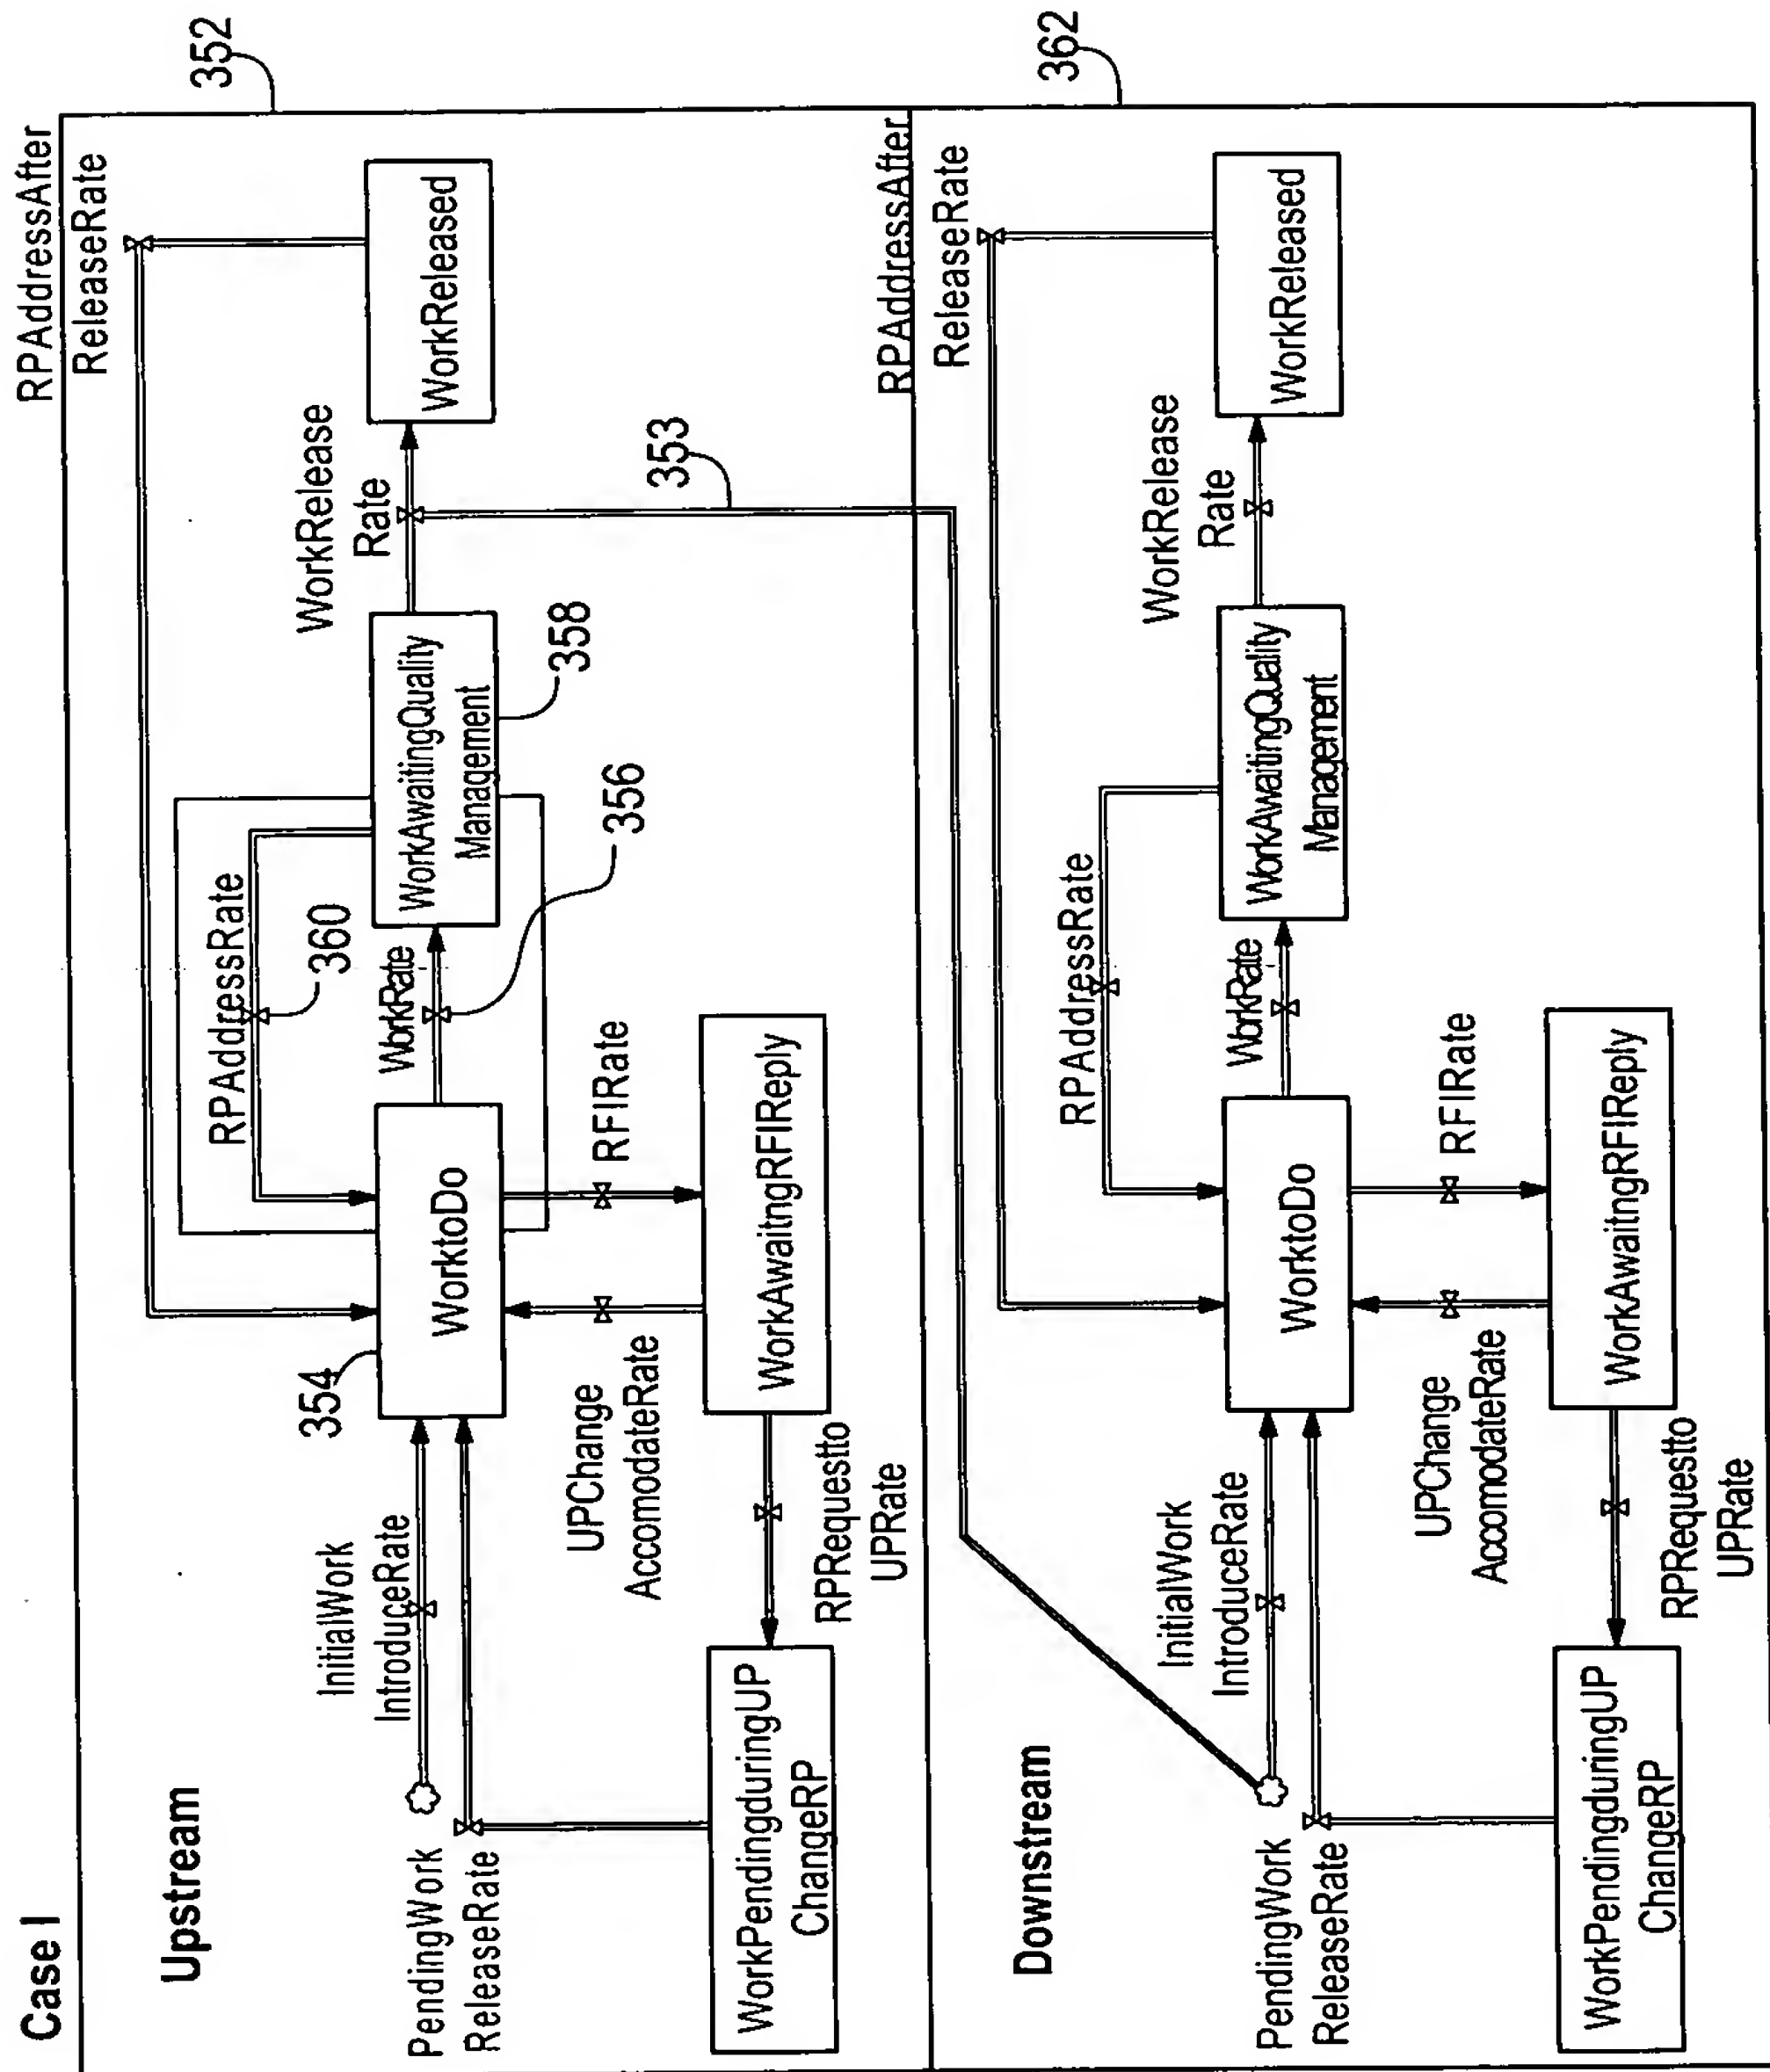 Case I
Upstream
352
RPAddressAfter
ReleaseRate
RPAddressRate
360
354
InitialWork
IntroduceRate
PendingWork
ReleaseRate
WorktoDo
WorkRate
356
WorkAwaitingQuality
Management
358
WorkRelease
Rate
WorkReleased
353
UPChange
AccomodateRate
RFIRate
WorkAwaitngRFIReply
RPRequestto
UPRate
WorkPendingduringUP
ChangeRP
Downstream
362
RPAddressAfter
ReleaseRate
RPAddressRate
InitialWork
IntroduceRate
PendingWork
ReleaseRate
WorktoDo
WorkRate
WorkAwaitingQuality
Management
WorkRelease
Rate
WorkReleased
UPChange
AccomodateRate
RFIRate
WorkAwaitngRFIReply
RPRequestto
UPRate
WorkPendingduringUP
ChangeRP